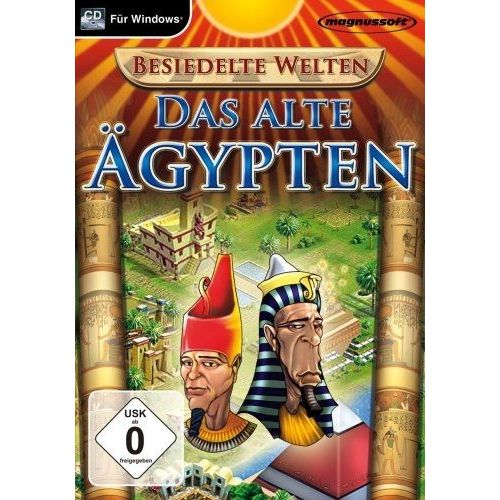 CD
Für Windows®
magnussoft®
BESIEDELTE WELTEN
DAS ALTE
ÄGYPTEN
USK
ab
0
freigegeben